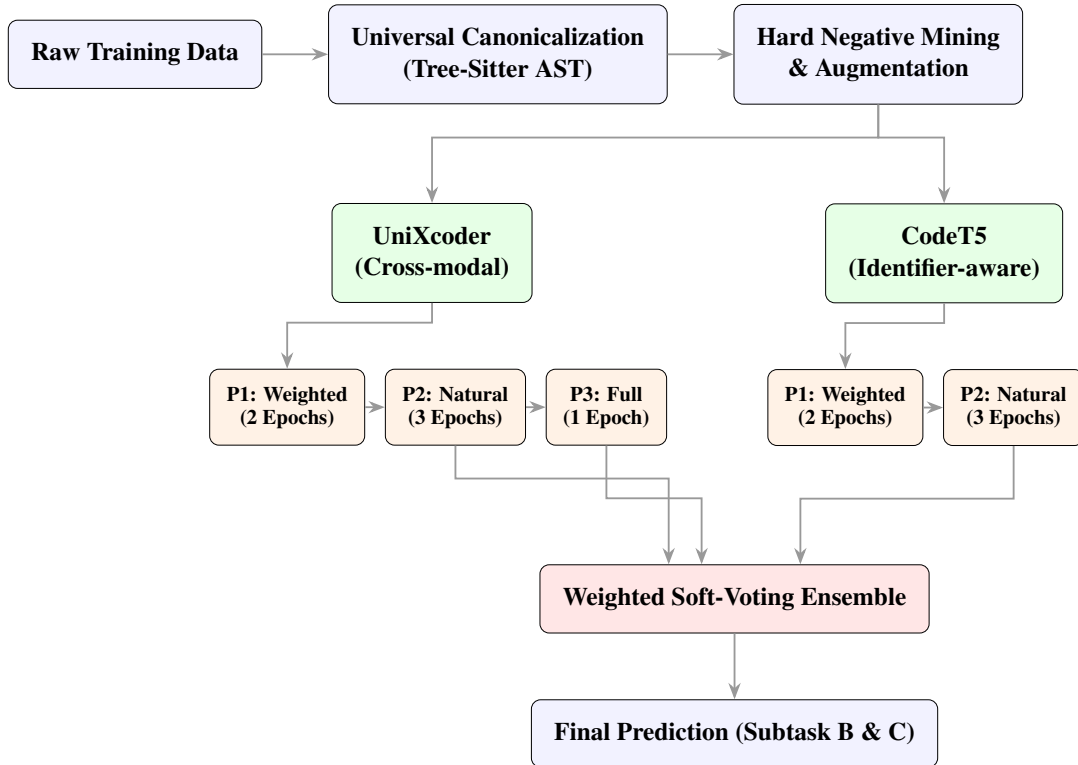 Raw Training Data
Universal Canonicalization
(Tree-Sitter AST)
Hard Negative Mining
& Augmentation
UniXcoder
(Cross-modal)
CodeT5
(Identifier-aware)
P1: Weighted
(2 Epochs)
P2: Natural
(3 Epochs)
P3: Full
(1 Epoch)
P1: Weighted
(2 Epochs)
P2: Natural
(3 Epochs)
Weighted Soft-Voting Ensemble
Final Prediction (Subtask B & C)